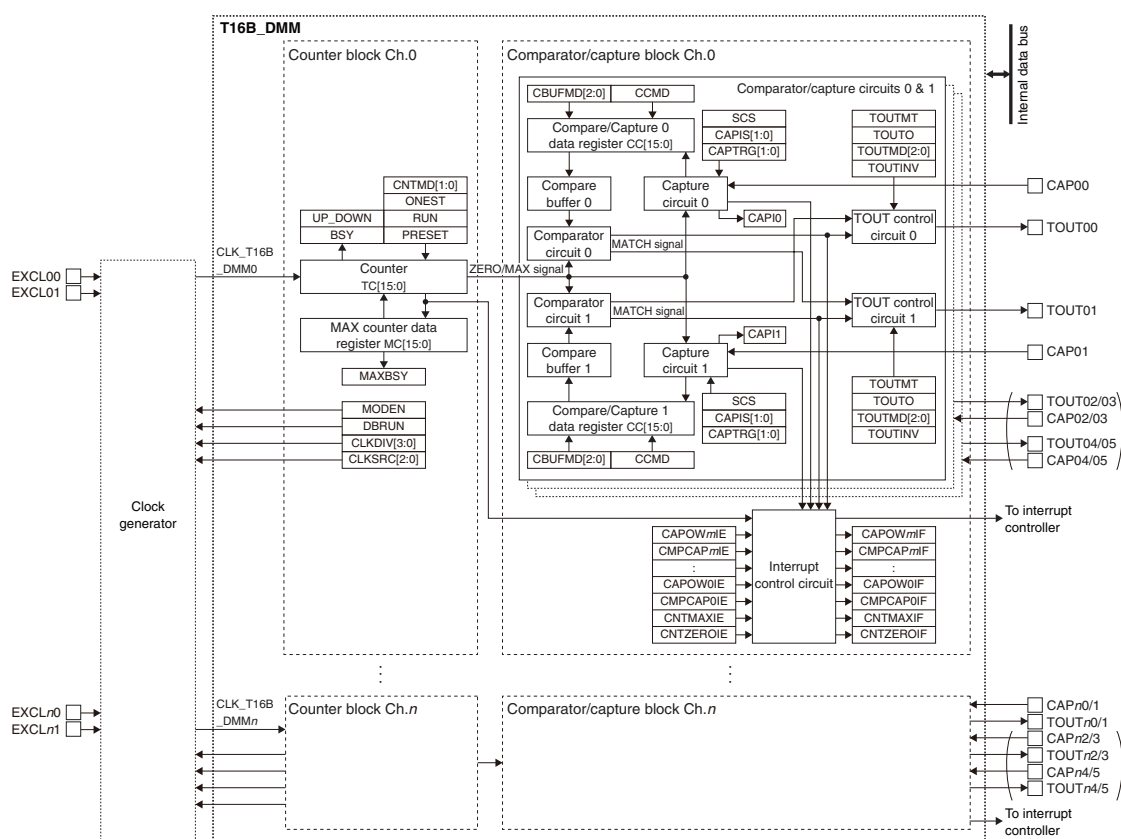 T16B_DMM
Counter block Ch.0
Comparator/capture block Ch.0
Internal data bus
Comparator/capture circuits 0 & 1
CBUFMD[2:0]
CCMD
Compare/Capture 0
data register CC[15:0]
SCS
CAPIS[1:0]
CAPTRG[1:0]
TOUTMT
TOUTO
TOUTMD[2:0]
TOUTINV
CNTMD[1:0]
ONEST
UP_DOWN
RUN
BSY
PRESET
Compare
buffer 0
Capture
circuit 0
CAPI0
CAP00
TOUT control
circuit 0
TOUT00
Comparator
circuit 0
MATCH signal
CLK_T16B
_DMM0
EXCL00
EXCL01
Counter
TC[15:0]
ZERO/MAX signal
Comparator
circuit 1
MATCH signal
TOUT control
circuit 1
TOUT01
MAX counter data
register MC[15:0]
MAXBSY
Compare
buffer 1
Capture
circuit 1
CAPI1
CAP01
MODEN
DBRUN
CLKDIV[3:0]
CLKSRC[2:0]
Compare/Capture 1
data register CC[15:0]
CBUFMD[2:0]
CCMD
SCS
CAPIS[1:0]
CAPTRG[1:0]
TOUTMT
TOUTO
TOUTMD[2:0]
TOUTINV
TOUT02/03
CAP02/03
TOUT04/05
CAP04/05
Clock
generator
CAPOWmIE
CMPCAPmIE
:
CAPOW0IE
CMPCAP0IE
CNTMAXIE
CNTZEROIE
Interrupt
control circuit
CAPOWmIF
CMPCAPmIF
:
CAPOW0IF
CMPCAP0IF
CNTMAXIF
CNTZEROIF
To interrupt
controller
EXCLn0
EXCLn1
CLK_T16B
_DMMn
Counter block Ch.n
Comparator/capture block Ch.n
CAPn0/1
TOUTn0/1
CAPn2/3
TOUTn2/3
CAPn4/5
TOUTn4/5
To interrupt
controller